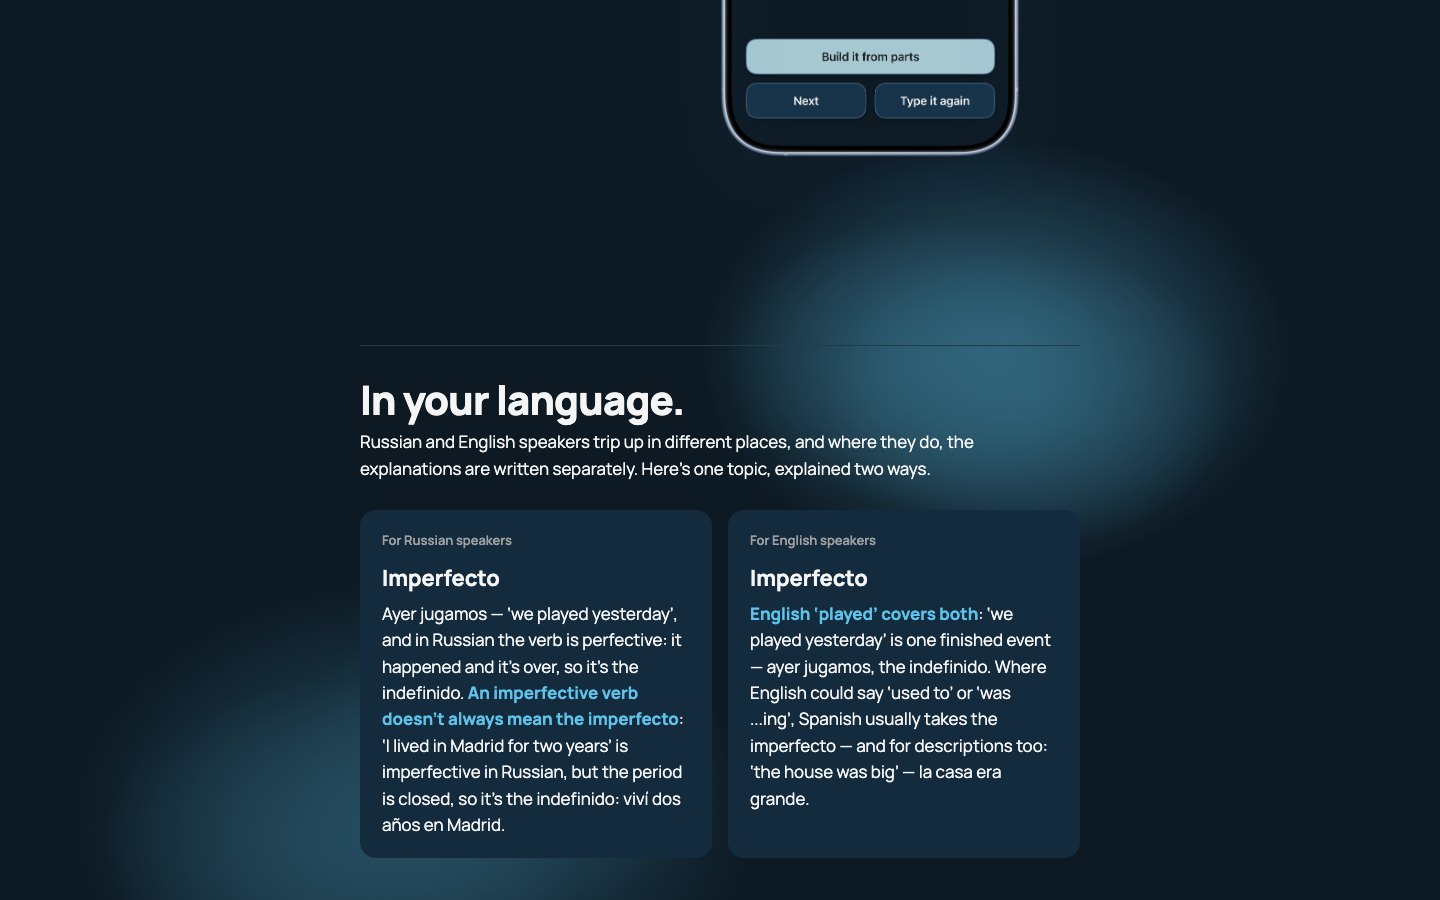 Build it from parts
Next
Type it again
In your language.
Russian and English speakers trip up in different places, and where they do, the
explanations are written separately. Here's one topic, explained two ways.
For Russian speakers
Imperfecto
Ayer jugamos — ‘we played yesterday’,
and in Russian the verb is perfective: it
happened and it’s over, so it’s the
indefinido. An imperfective verb
doesn’t always mean the imperfecto:
‘I lived in Madrid for two years’ is
imperfective in Russian, but the period
is closed, so it’s the indefinido: viví dos
años en Madrid.
For English speakers
Imperfecto
English ‘played’ covers both: ‘we
played yesterday’ is one finished event
— ayer jugamos, the indefinido. Where
English could say ‘used to’ or ‘was
...ing’, Spanish usually takes the
imperfecto — and for descriptions too:
‘the house was big’ — la casa era
grande.